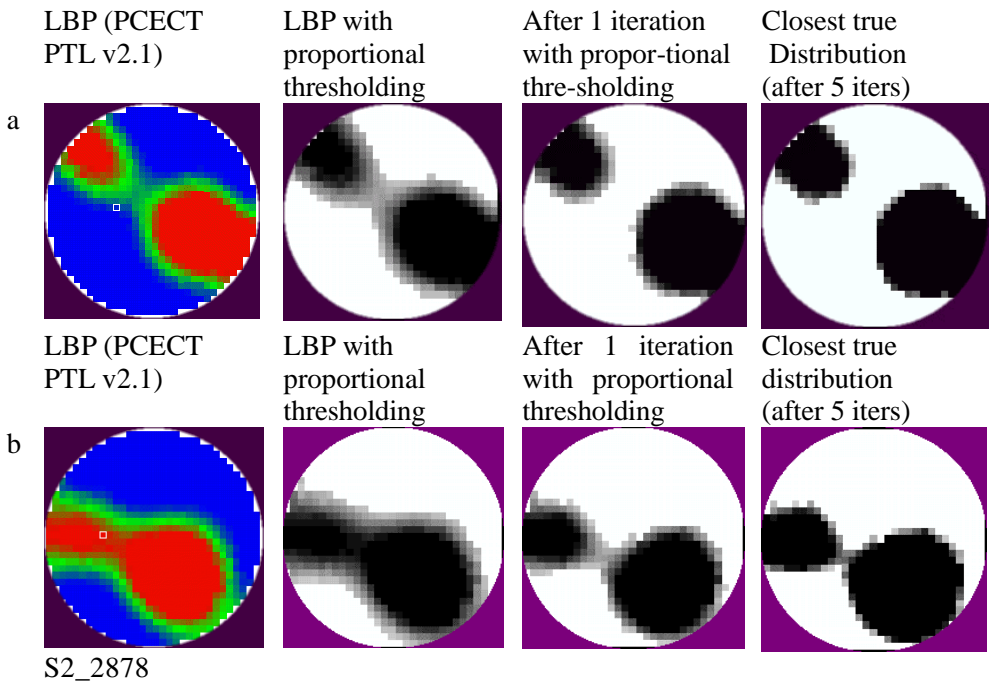 LBP (PCECT
PTL v2.1)
LBP with
proportional
thresholding
After 1 iteration
with propor-tional
thre-sholding
Closest true
Distribution
(after 5 iters)
a
LBP (PCECT
PTL v2.1)
LBP with
proportional
thresholding
After 1 iteration
with proportional
thresholding
Closest true
distribution
(after 5 iters)
b
S2_2878